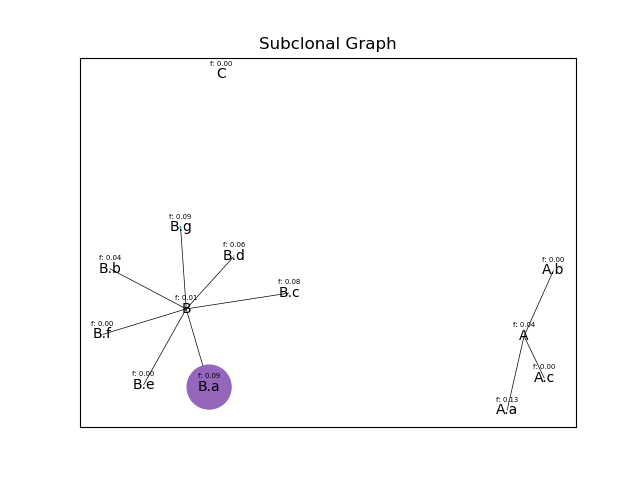 Subclonal Graph
f: 0.00
C
f: 0.09
B.g
f: 0.06
B.d
f: 0.04
B.b
f: 0.00
A.b
f: 0.08
B.c
f: 0.01
B
f: 0.00
B.f
f: 0.04
A
f: 0.00
A.c
f: 0.00
B.e
f: 0.09
B.a
f: 0.13
A.a